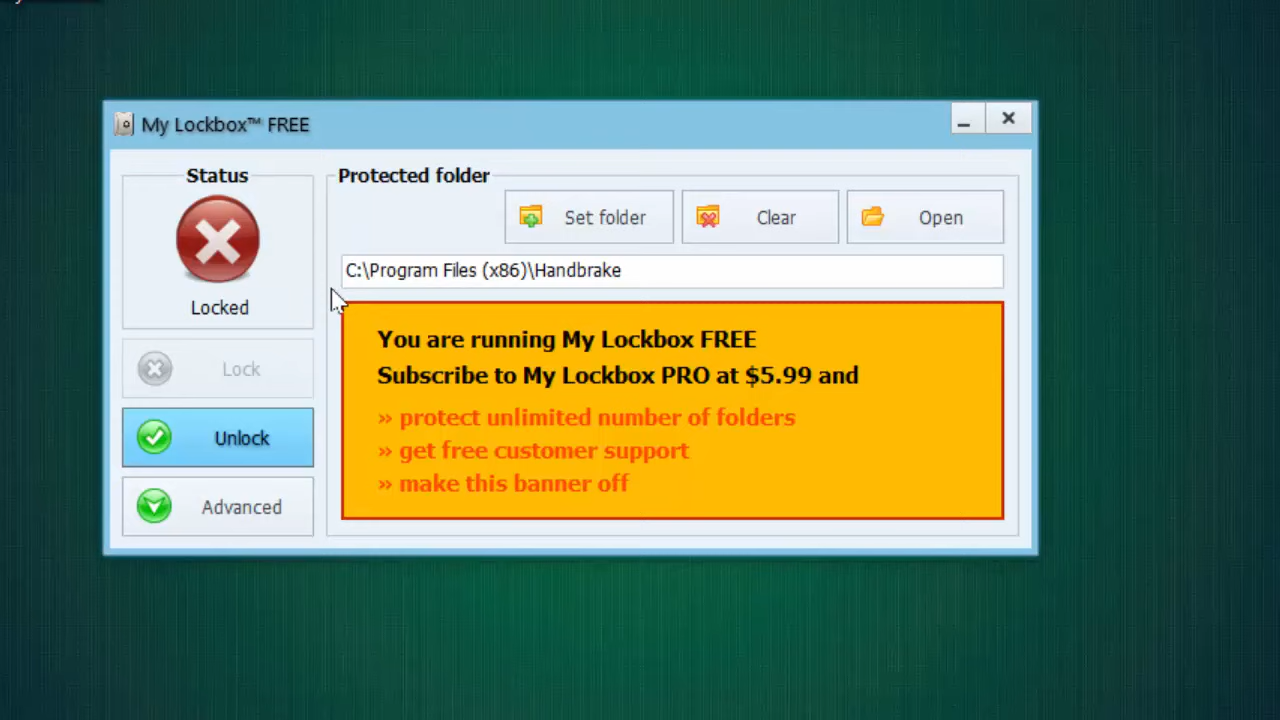 My Lockbox™ FREE
Status
Locked
Lock
Unlock
Advanced
Protected folder
Set folder
Clear
Open
C:\Program Files (x86)\Handbrake
You are running My Lockbox FREE
Subscribe to My Lockbox PRO at $5.99 and
» protect unlimited number of folders
» get free customer support
» make this banner off